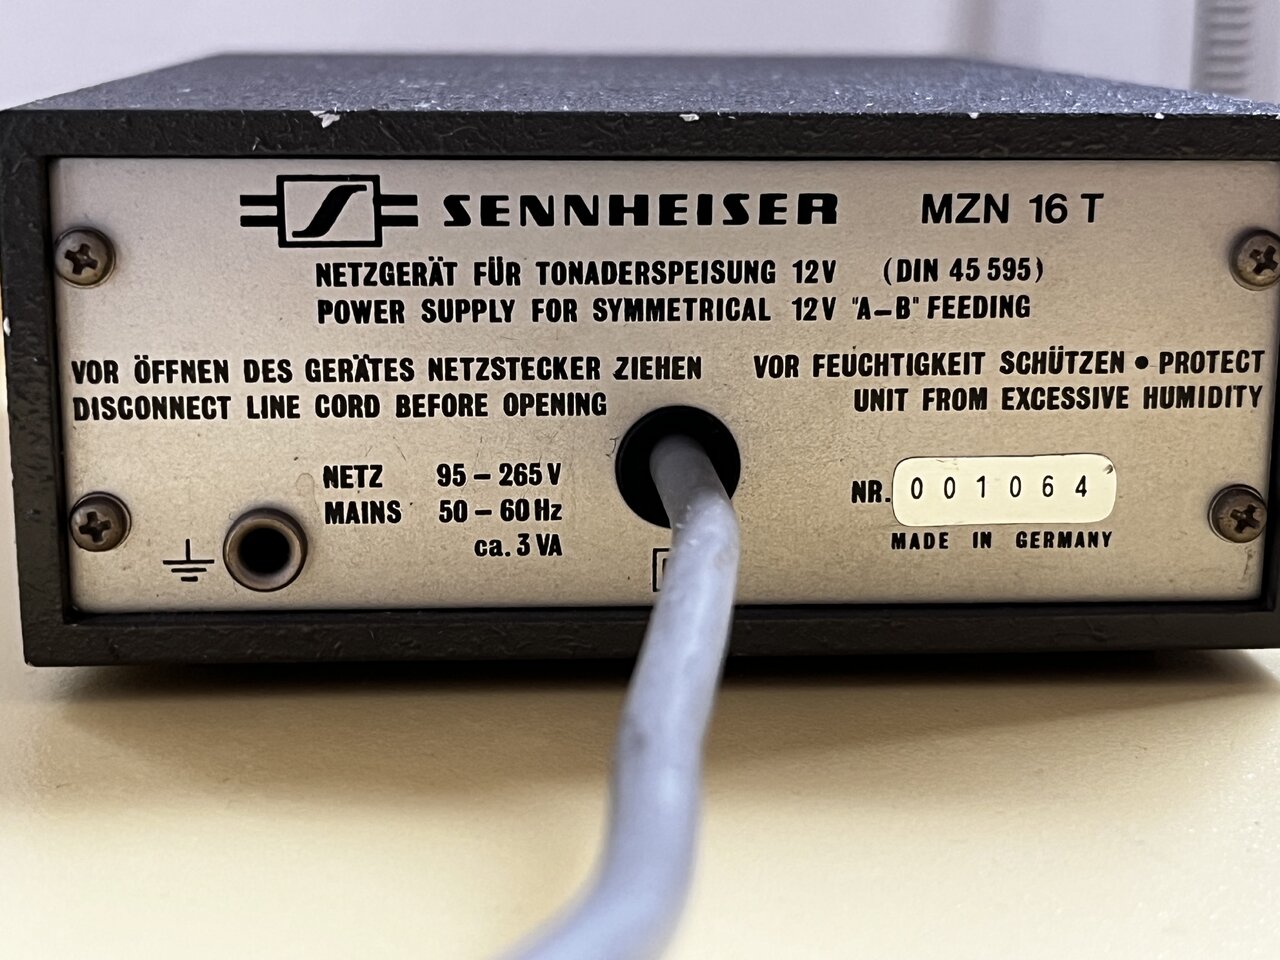 SENNHEISER MZN 16 T
NETZGERÄT FÜR TONADERSPEISUNG 12V (DIN 45 595)
POWER SUPPLY FOR SYMMETRICAL 12V "A–B" FEEDING
VOR ÖFFNEN DES GERÄTES NETZSTECKER ZIEHEN
DISCONNECT LINE CORD BEFORE OPENING
VOR FEUCHTIGKEIT SCHÜTZEN • PROTECT
UNIT FROM EXCESSIVE HUMIDITY
NETZ 95 – 265 V
MAINS 50 – 60 Hz
ca. 3 VA
NR. 001064
MADE IN GERMANY